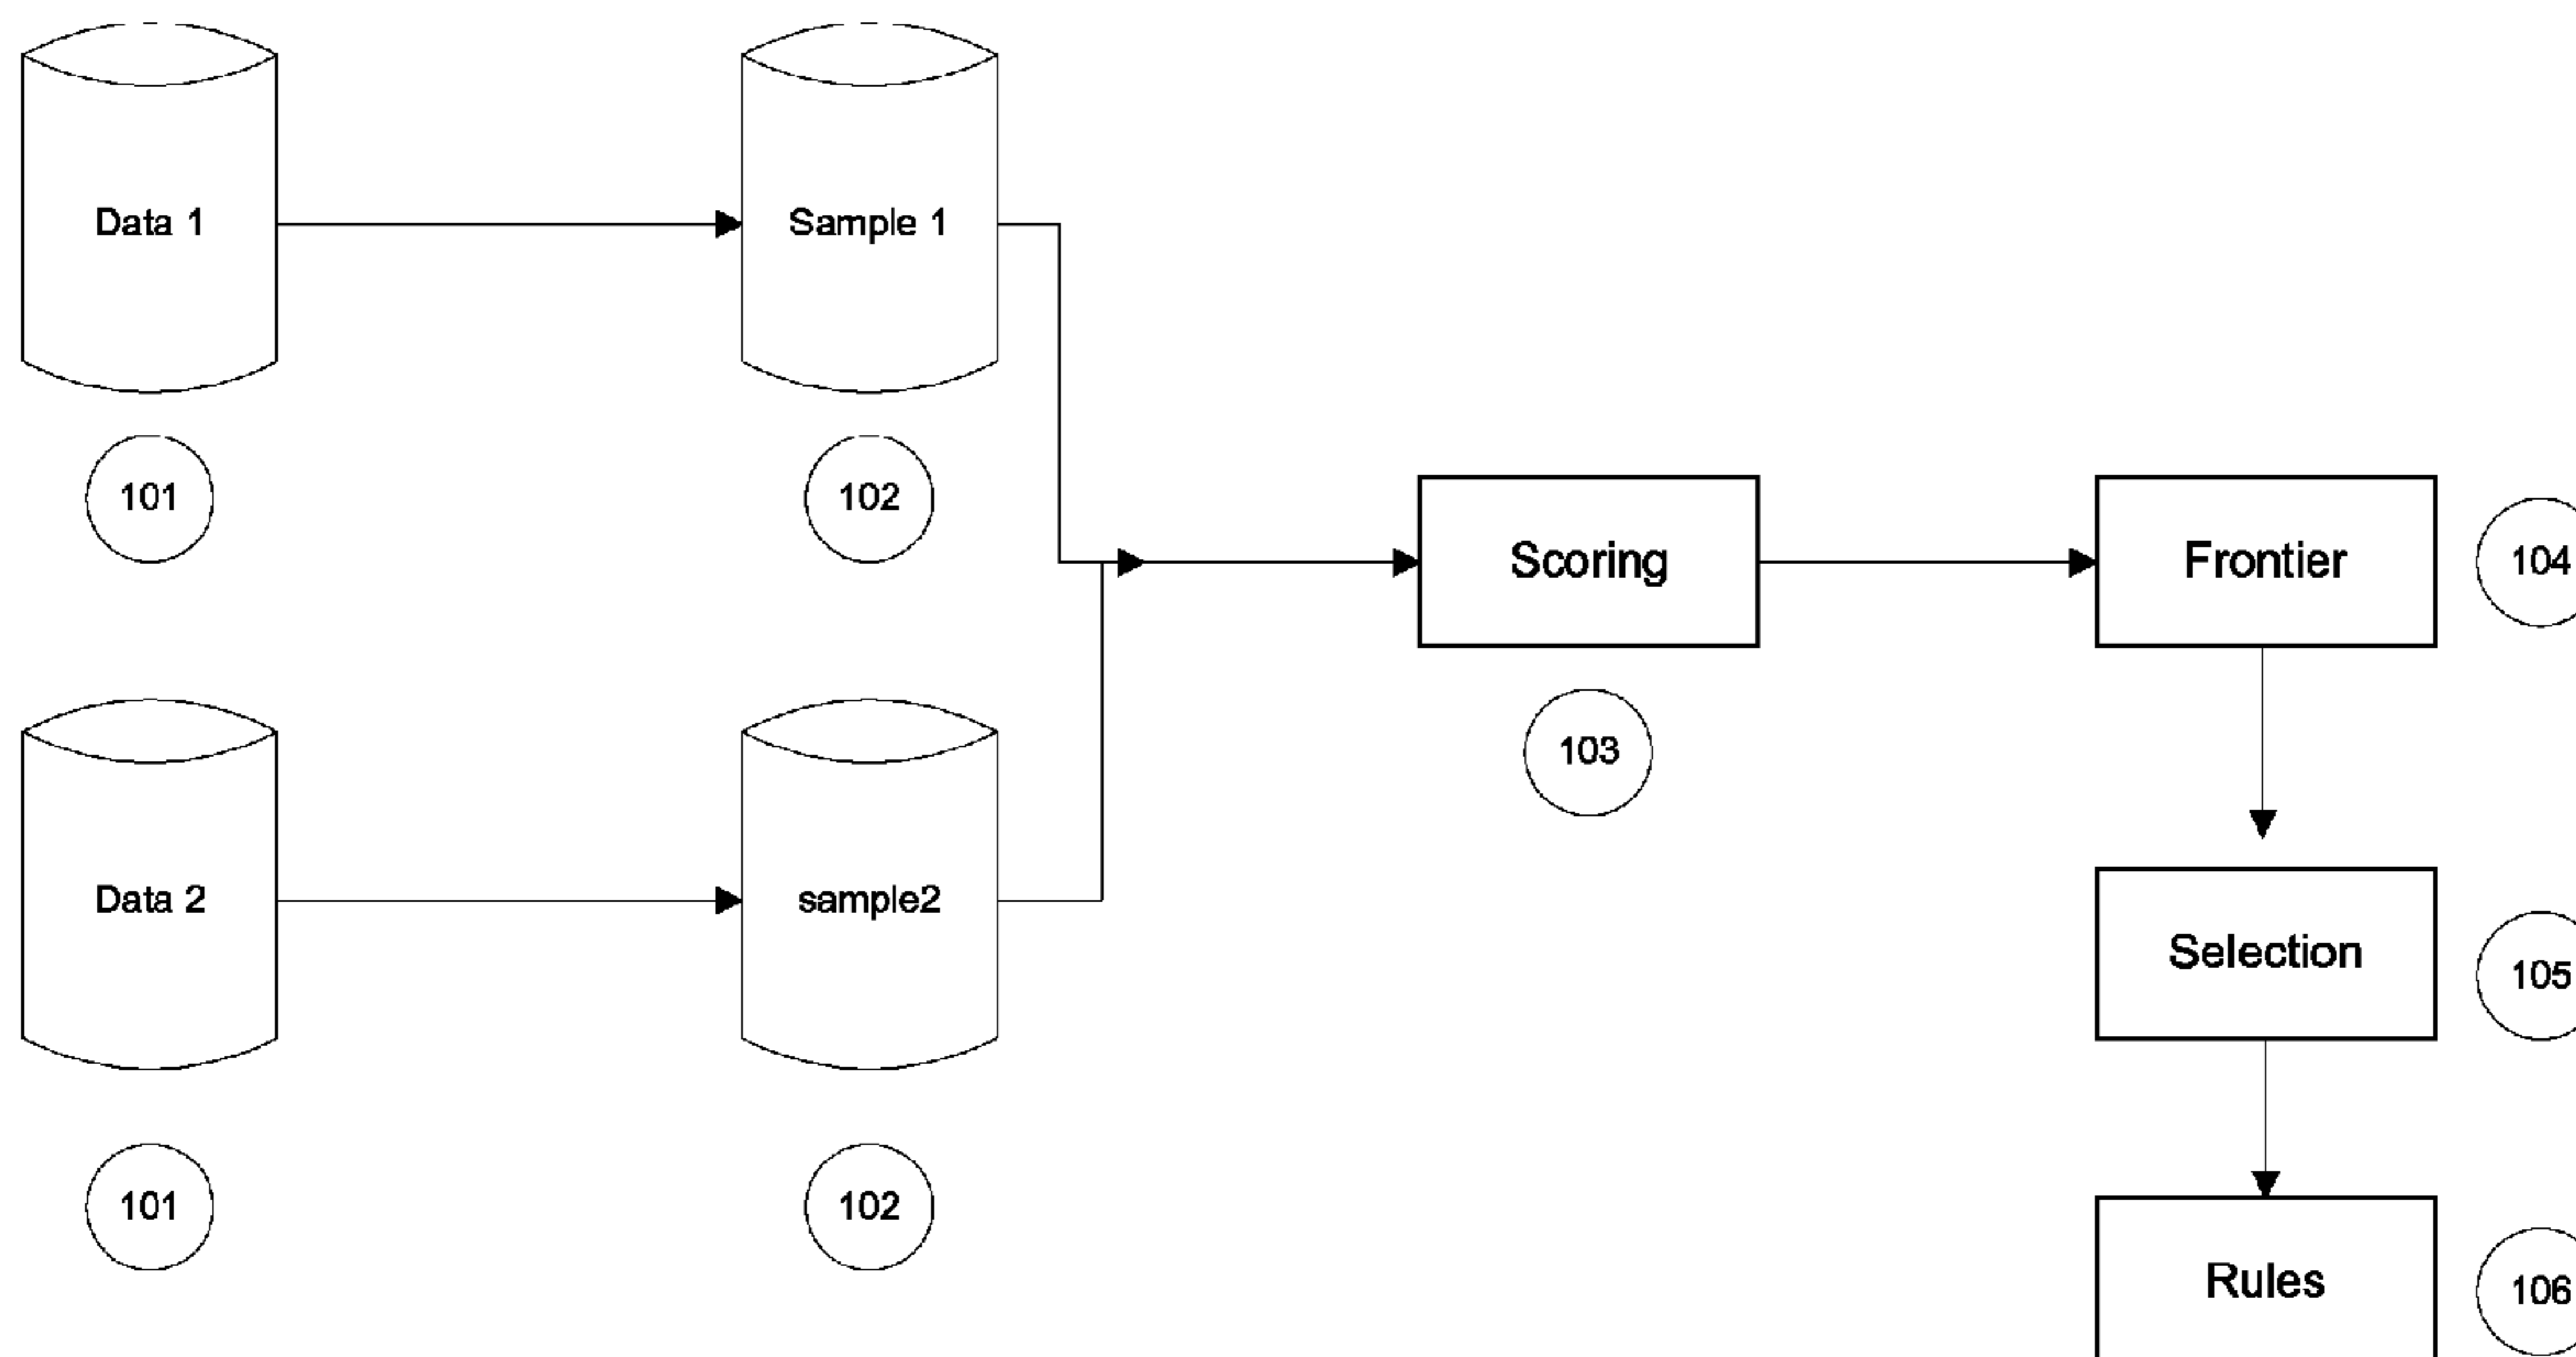 Data 1
Sample 1
101
102
Scoring
Frontier
104
103
Data 2
sample2
Selection
105
101
102
Rules
106